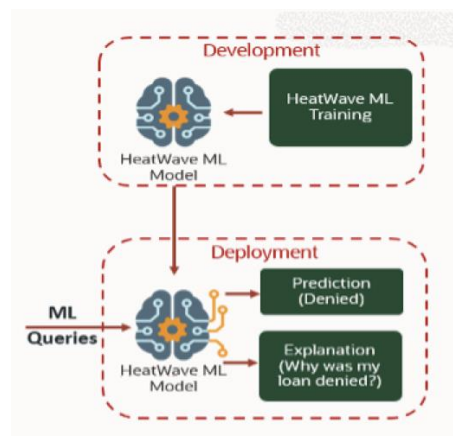 Development
HeatWave ML
Training
HeatWave ML
Model
Deployment
ML
Queries
HeatWave ML
Model
Prediction
(Denied)
Explanation
(Why was my
loan denied?)